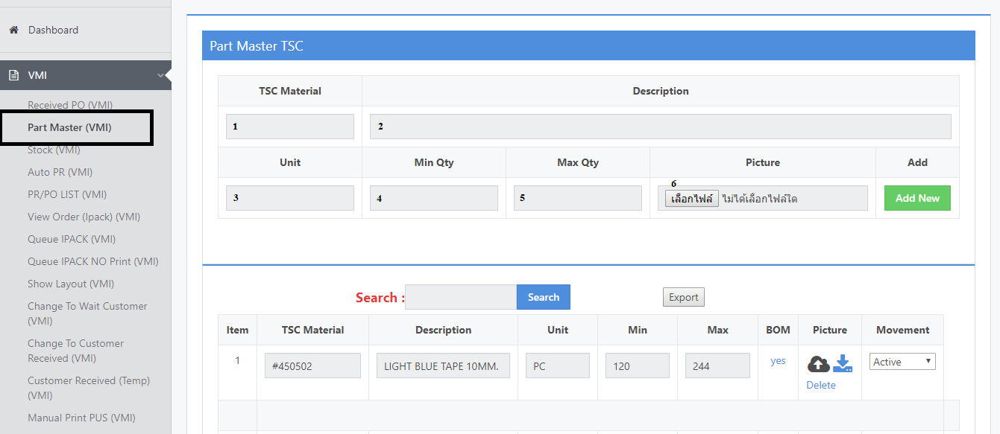 Dashboard
VMI
Received PO (VMI)
Part Master (VMI)
Stock (VMI)
Auto PR (VMI)
PR/PO LIST (VMI)
View Order (Ipack) (VMI)
Queue IPACK (VMI)
Queue IPACK NO Print (VMI)
Show Layout (VMI)
Change To Wait Customer
(VMI)
Change To Customer
Received (VMI)
Customer Received (Temp)
(VMI)
Manual Print PUS (VMI)
Part Master TSC
TSC Material Description
1 2
Unit Min Qty Max Qty Picture Add
6
3 4 5 เลือกไฟล์ ไม่ได้เลือกไฟล์ใด Add New
Search : Search Export
Item TSC Material Description Unit Min Max BOM Picture Movement
1 #450502 LIGHT BLUE TAPE 10MM. PC 120 244 yes Active
Delete